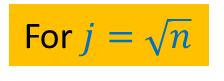 For j = √n